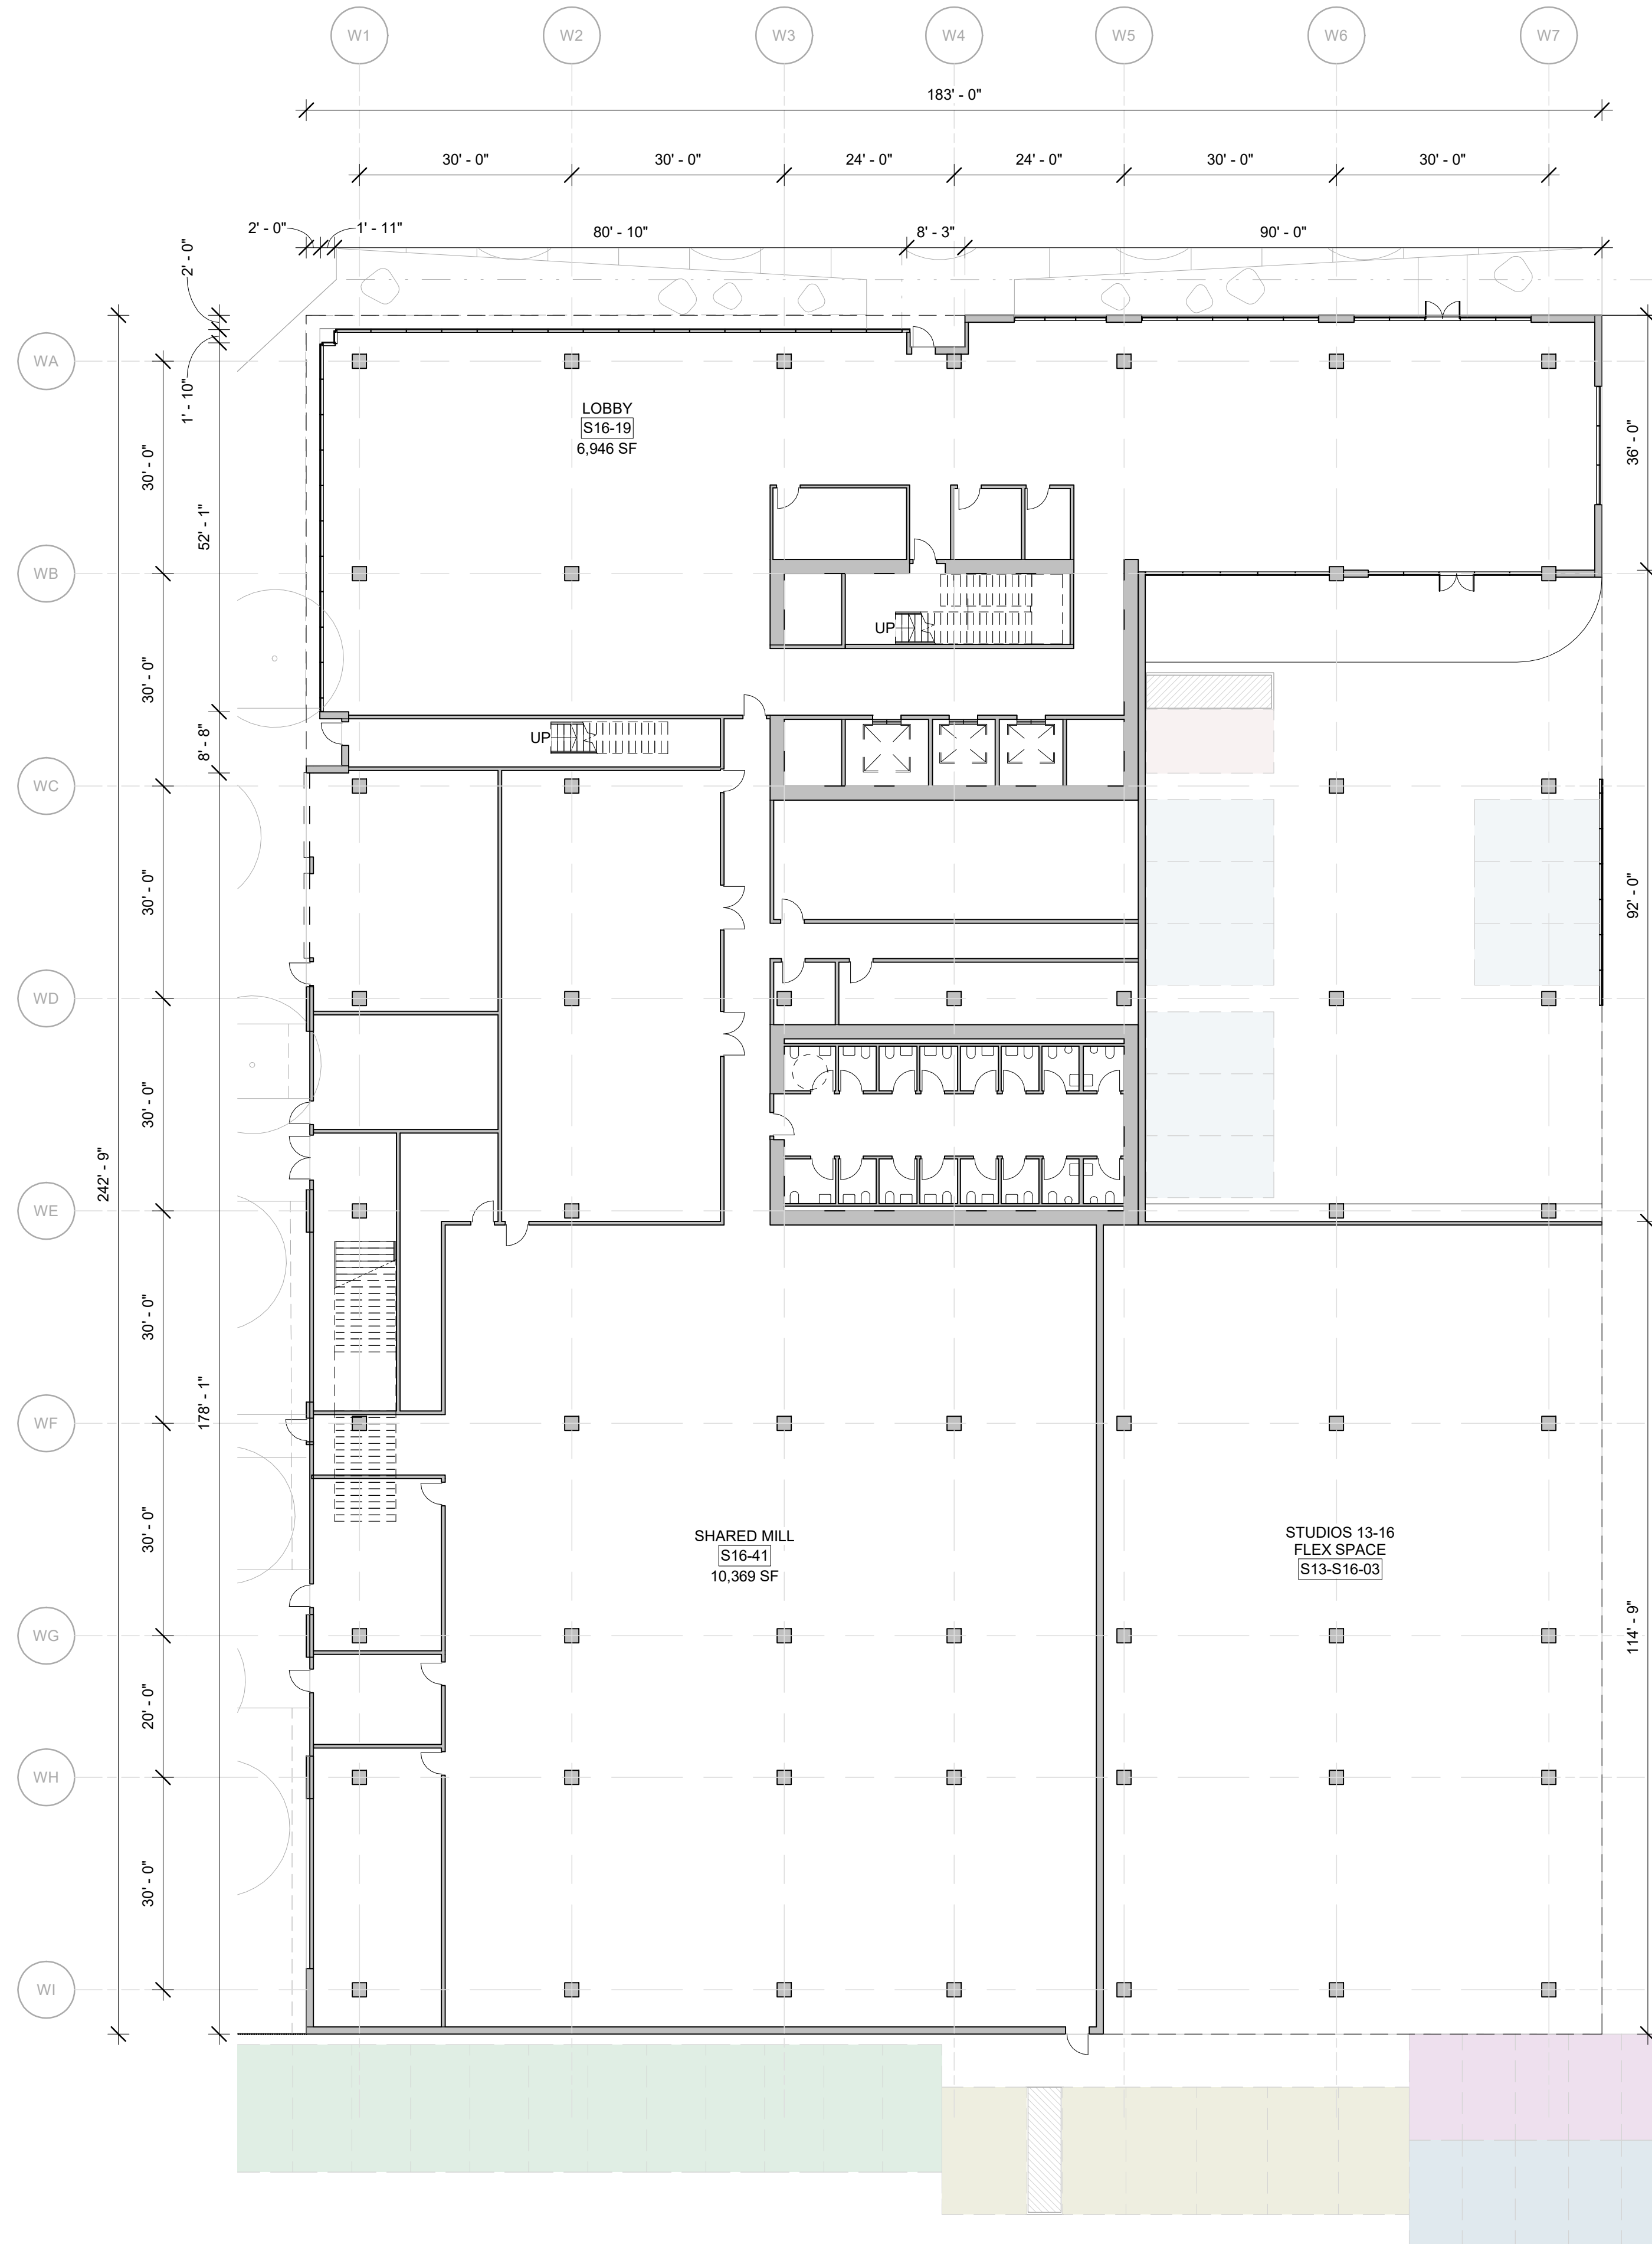 W1
W2
W3
W4
W5
W6
W7
183' - 0"
30' - 0"
30' - 0"
24' - 0"
24' - 0"
30' - 0"
30' - 0"
2' - 0"
1' - 11"
80' - 10"
8' - 3"
90' - 0"
2' - 0"
1' - 10"
WA
WB
WC
WD
WE
WF
WG
WH
WI
30' - 0"
30' - 0"
30' - 0"
30' - 0"
30' - 0"
30' - 0"
20' - 0"
30' - 0"
52' - 1"
8' - 8"
178' - 1"
242' - 9"
36' - 0"
92' - 0"
114' - 9"
LOBBY
S16-19
6,946 SF
UP
UP
SHARED MILL
S16-41
10,369 SF
STUDIOS 13-16
FLEX SPACE
S13-S16-03